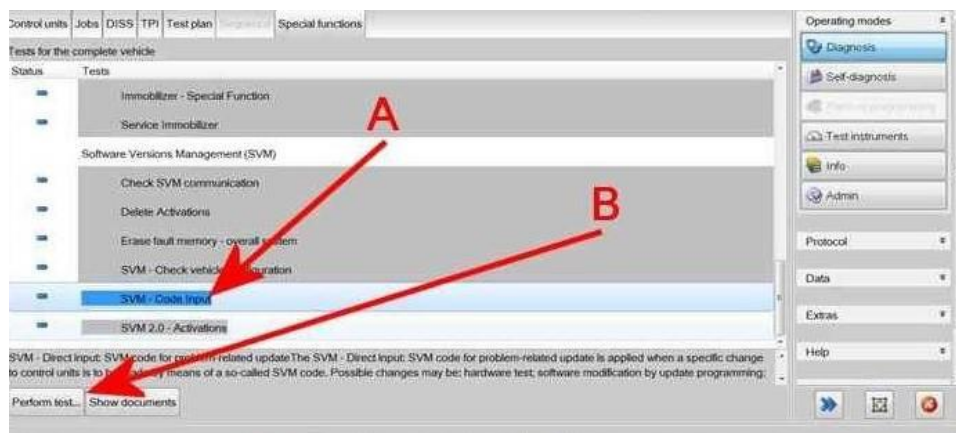 Control units Jobs DISS TPI Test plan Special functions
Tests for the complete vehicle
Status Tests
Immobilizer - Special Function
Service Immobilizer
Software Versions Management (SVM)
Check SVM communication
Delete Activations
Erase fault memory - overall system
SVM - Check vehicle configuration
SVM - Code Input
SVM 2.0 - Activations
SVM - Direct Input: SVM code for problem-related updateThe SVM - Direct Input: SVM code for problem-related update is applied when a specific change
to control units is to by means of a so-called SVM code. Possible changes may be: hardware test; software modification by update programming;
Perform test... Show documents
A
B
Operating modes
Diagnosis
Self-diagnosis
Test instruments
Info
Admin
Protocol
Data
Extras
Help